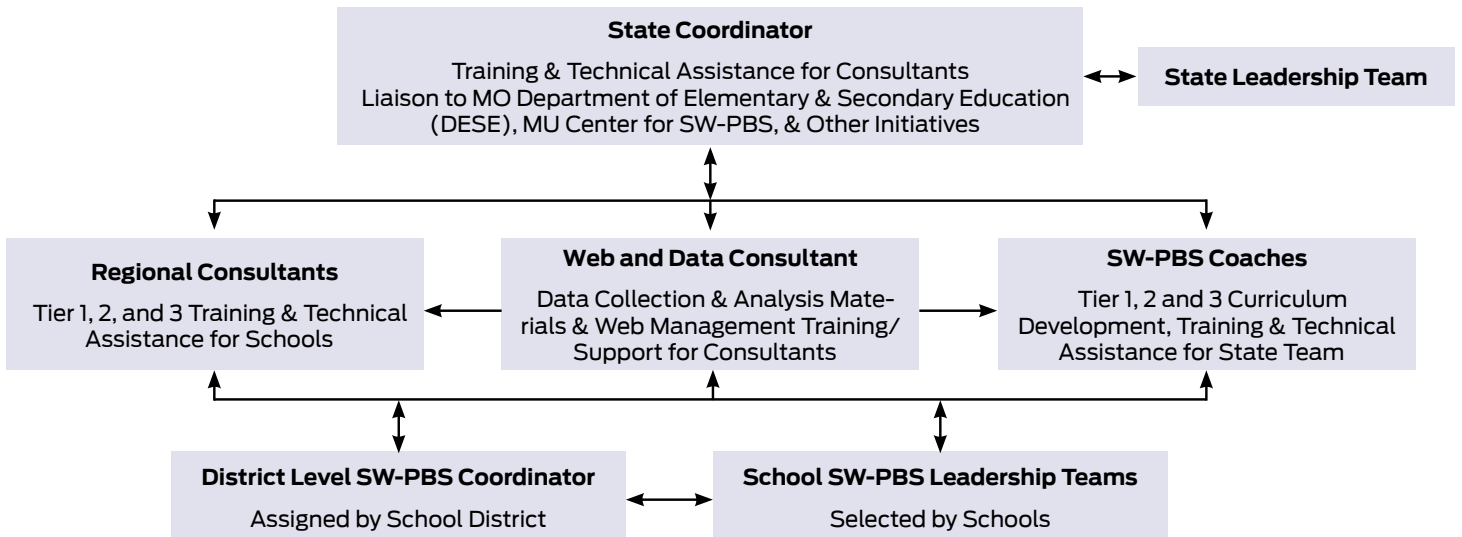 State Coordinator
Training & Technical Assistance for Consultants
Liaison to MO Department of Elementary & Secondary Education
(DESE), MU Center for SW-PBS, & Other Initiatives
State Leadership Team
Regional Consultants
Tier 1, 2, and 3 Training & Technical
Assistance for Schools
Web and Data Consultant
Data Collection & Analysis Mate-
rials & Web Management Training/
Support for Consultants
SW-PBS Coaches
Tier 1, 2 and 3 Curriculum
Development, Training & Technical
Assistance for State Team
District Level SW-PBS Coordinator
Assigned by School District
School SW-PBS Leadership Teams
Selected by Schools